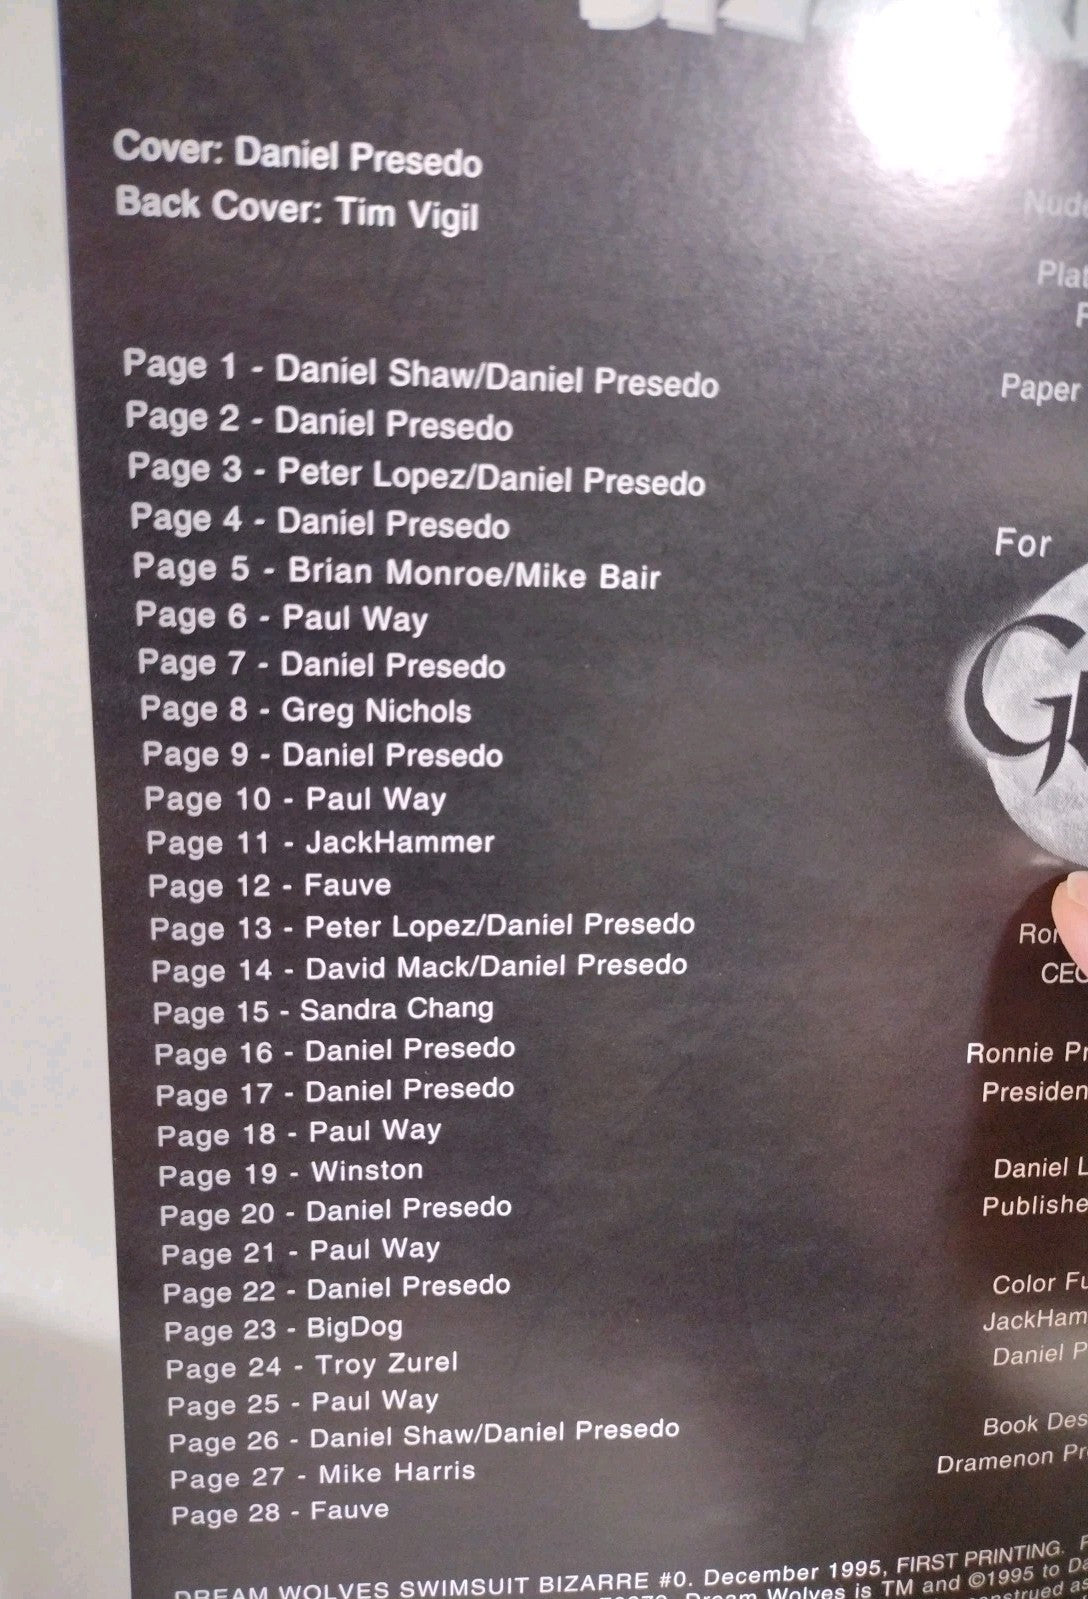 Cover: Daniel Presedo
Back Cover: Tim Vigil
Page 1 - Daniel Shaw/Daniel Presedo
Page 2 - Daniel Presedo
Page 3 - Peter Lopez/Daniel Presedo
Page 4 - Daniel Presedo
Page 5 - Brian Monroe/Mike Bair
Page 6 - Paul Way
Page 7 - Daniel Presedo
Page 8 - Greg Nichols
Page 9 - Daniel Presedo
Page 10 - Paul Way
Page 11 - JackHammer
Page 12 - Fauve
Page 13 - Peter Lopez/Daniel Presedo
Page 14 - David Mack/Daniel Presedo
Page 15 - Sandra Chang
Page 16 - Daniel Presedo
Page 17 - Daniel Presedo
Page 18 - Paul Way
Page 19 - Winston
Page 20 - Daniel Presedo
Page 21 - Paul Way
Page 22 - Daniel Presedo
Page 23 - BigDog
Page 24 - Troy Zurel
Page 25 - Paul Way
Page 26 - Daniel Shaw/Daniel Presedo
Page 27 - Mike Harris
Page 28 - Fauve
Paper
For
Ronnie
Daniel
Color
Daniel
Book
Dramenon
DREAM WOLVES SWIMSUIT BIZARRE #0. December 1995, FIRST PRINTING.
Dream Wolves is TM and ©1995 to